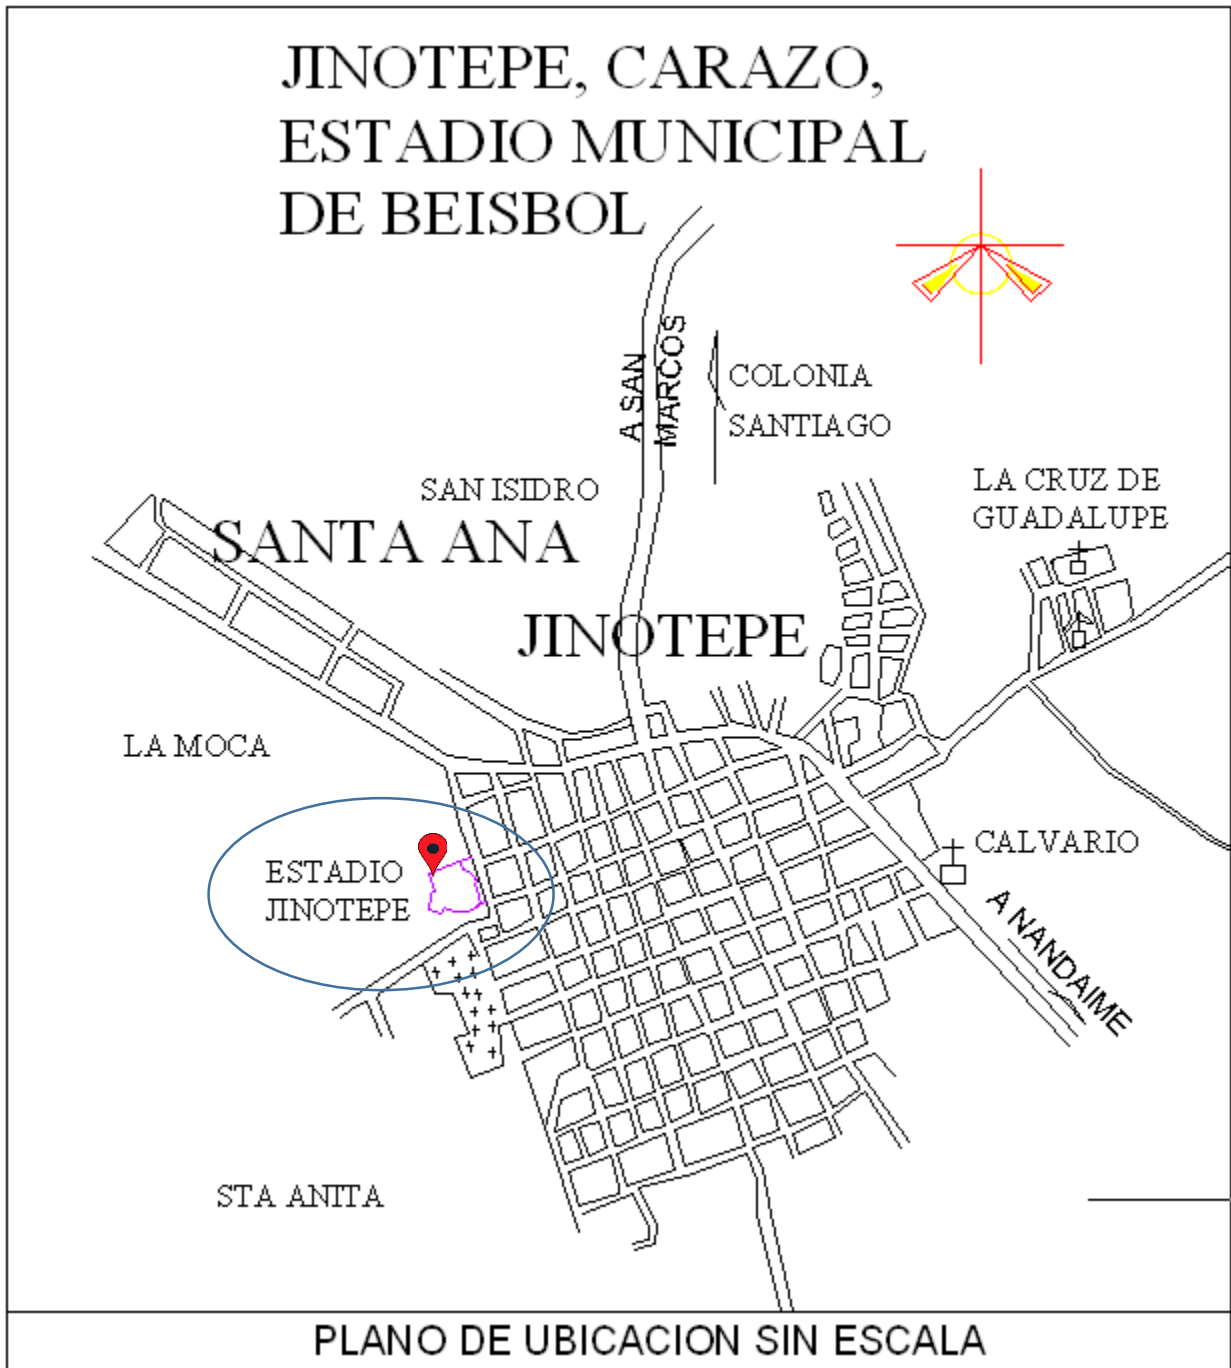 JINOTEPE, CARAZO,
ESTADIO MUNICIPAL
DE BEISBOL
A SAN
MARCOS
COLONIA
SANTIAGO
SAN ISIDRO
LA CRUZ DE
GUADALUPE
SANTA ANA
JINOTEPE
LA MOCA
CALVARIO
ESTADIO
JINOTEPE
A NANDAIME
STA ANITA
PLANO DE UBICACION SIN ESCALA